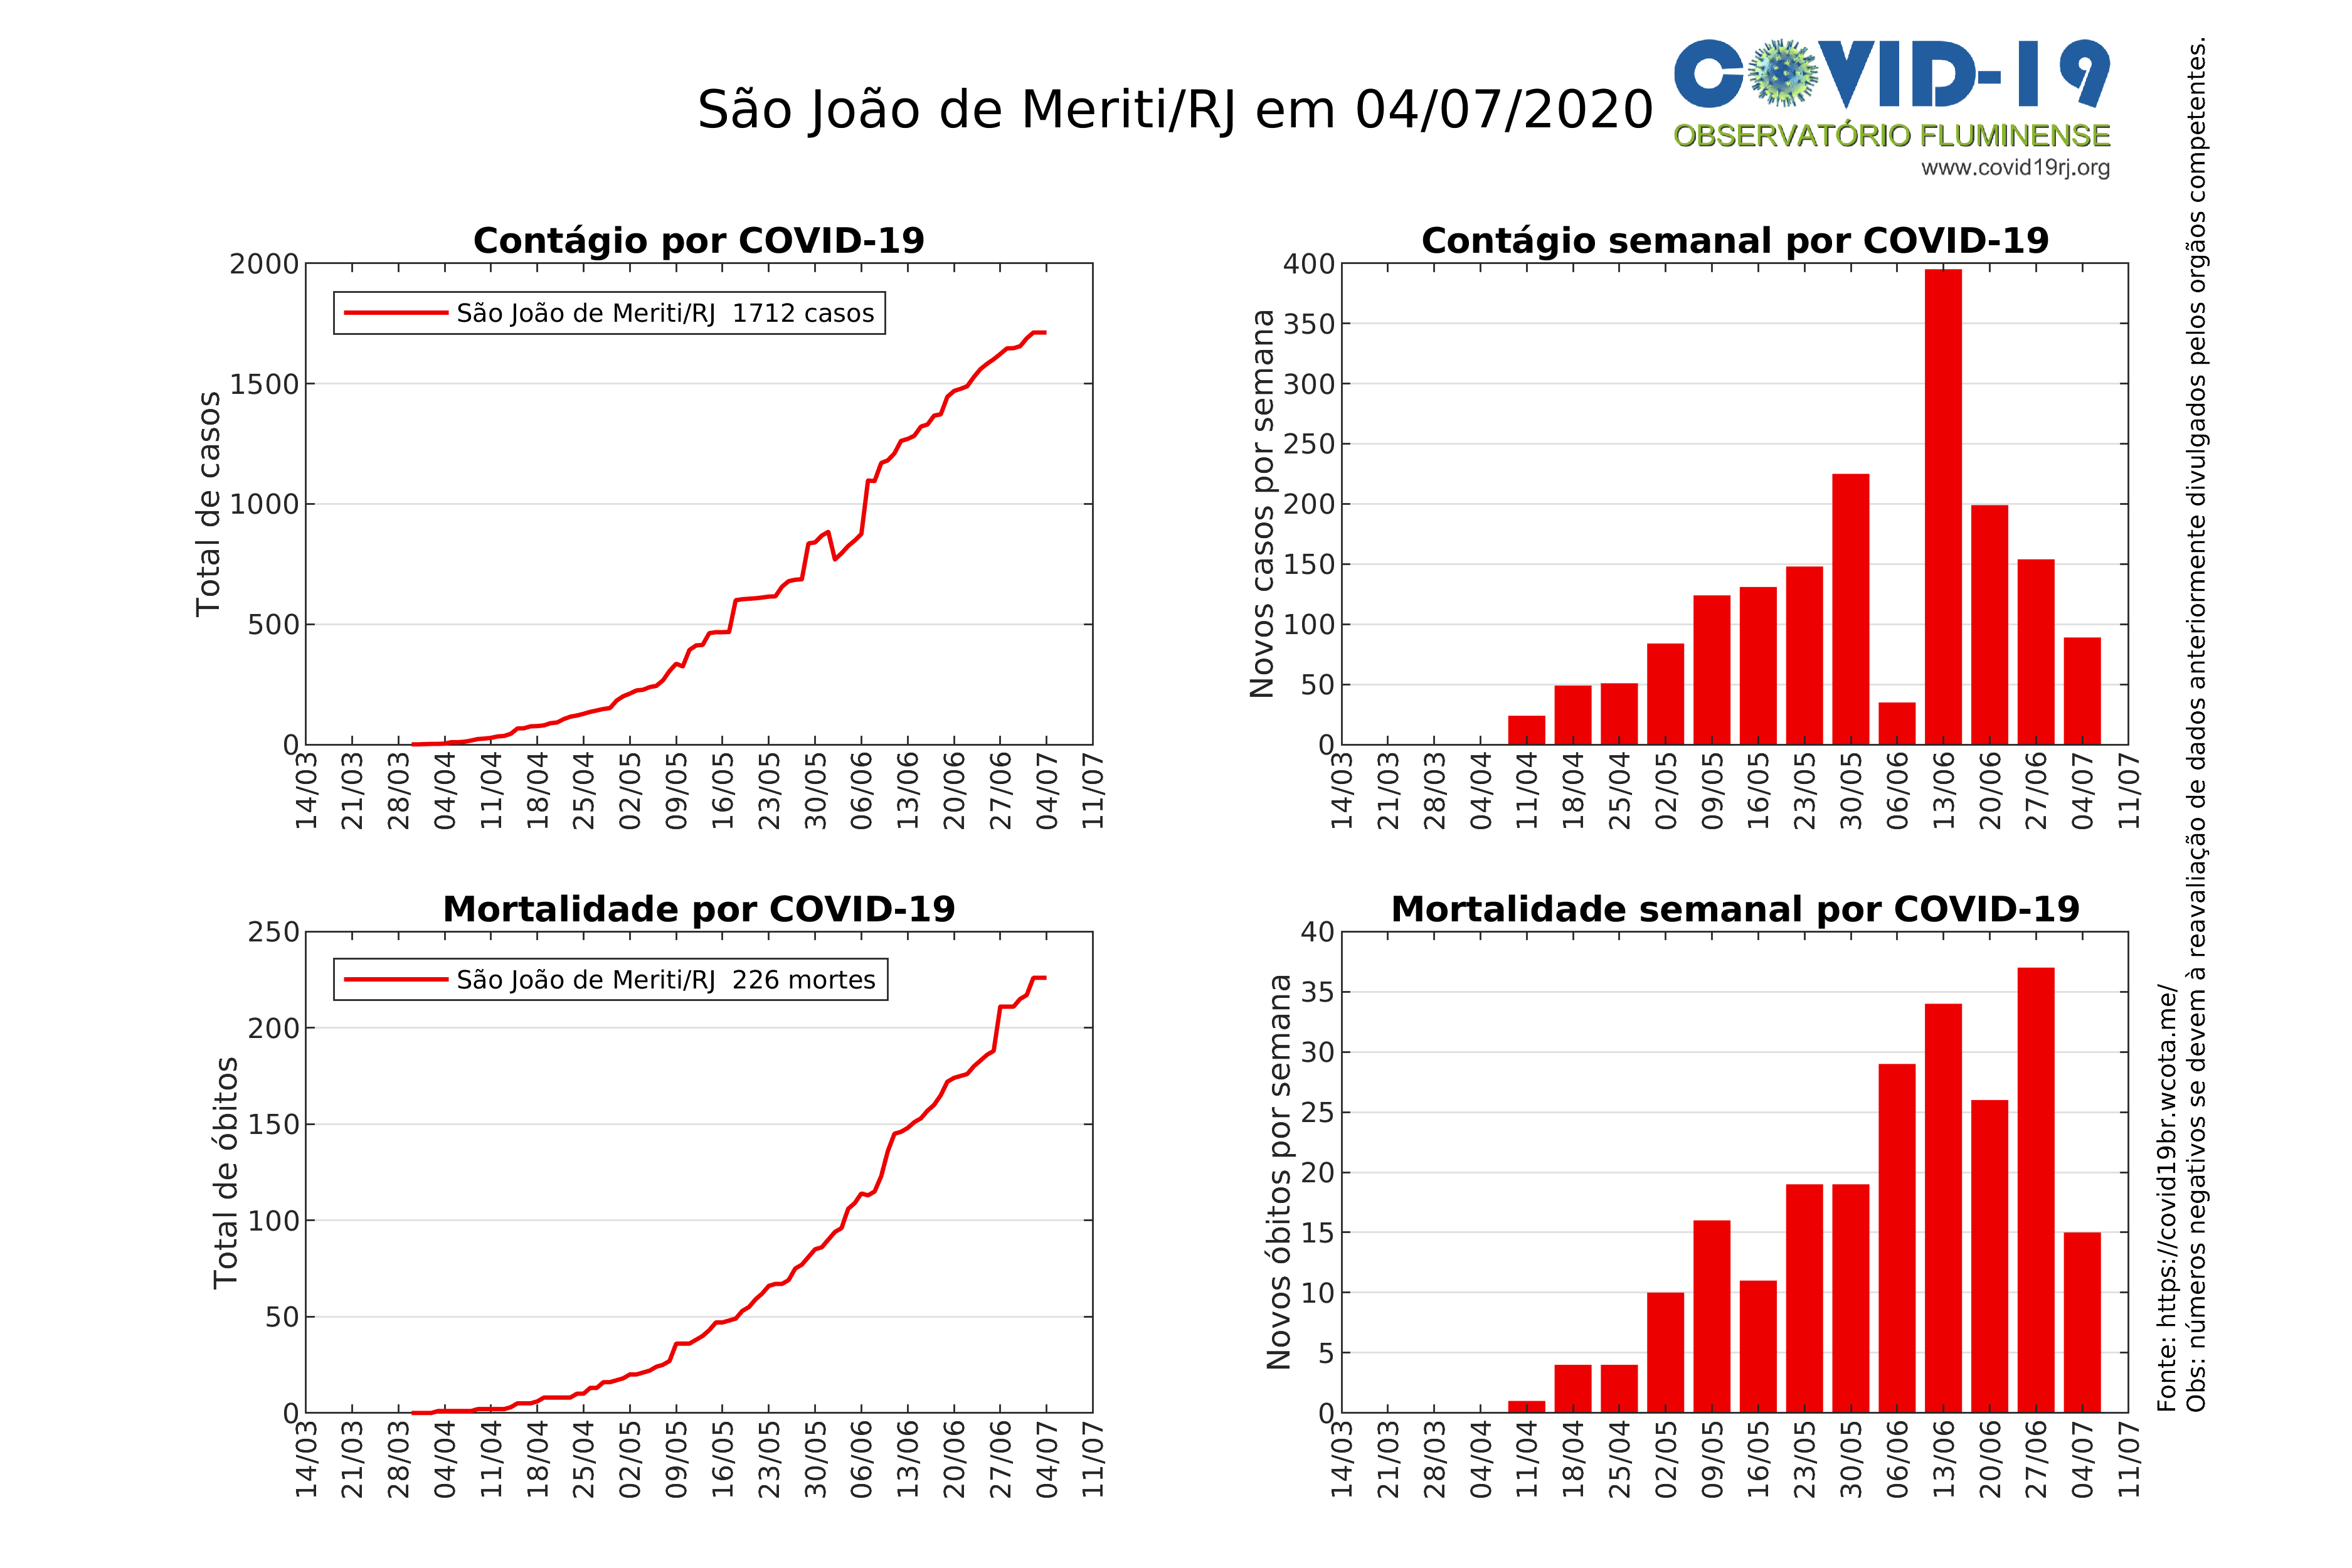 São João de Meriti/RJ em 04/07/2020
COVID-19
OBSERVATÓRIO FLUMINENSE
www.covid19rj.org
Contágio por COVID-19
Total de casos
2000
1500
1000
500
0
São João de Meriti/RJ 1712 casos
14/03 21/03 28/03 04/04 11/04 18/04 25/04 02/05 09/05 16/05 23/05 30/05 06/06 13/06 20/06 27/06 04/07 11/07
Contágio semanal por COVID-19
Novos casos por semana
400
350
300
250
200
150
100
50
0
14/03 21/03 28/03 04/04 11/04 18/04 25/04 02/05 09/05 16/05 23/05 30/05 06/06 13/06 20/06 27/06 04/07 11/07
Mortalidade por COVID-19
Total de óbitos
250
200
150
100
50
0
São João de Meriti/RJ 226 mortes
14/03 21/03 28/03 04/04 11/04 18/04 25/04 02/05 09/05 16/05 23/05 30/05 06/06 13/06 20/06 27/06 04/07 11/07
Mortalidade semanal por COVID-19
Novos óbitos por semana
40
35
30
25
20
15
10
5
0
14/03 21/03 28/03 04/04 11/04 18/04 25/04 02/05 09/05 16/05 23/05 30/05 06/06 13/06 20/06 27/06 04/07 11/07
Fonte: https://covid19br.wcota.me/
Obs: números negativos se devem à reavaliação de dados anteriormente divulgados pelos orgãos competentes.